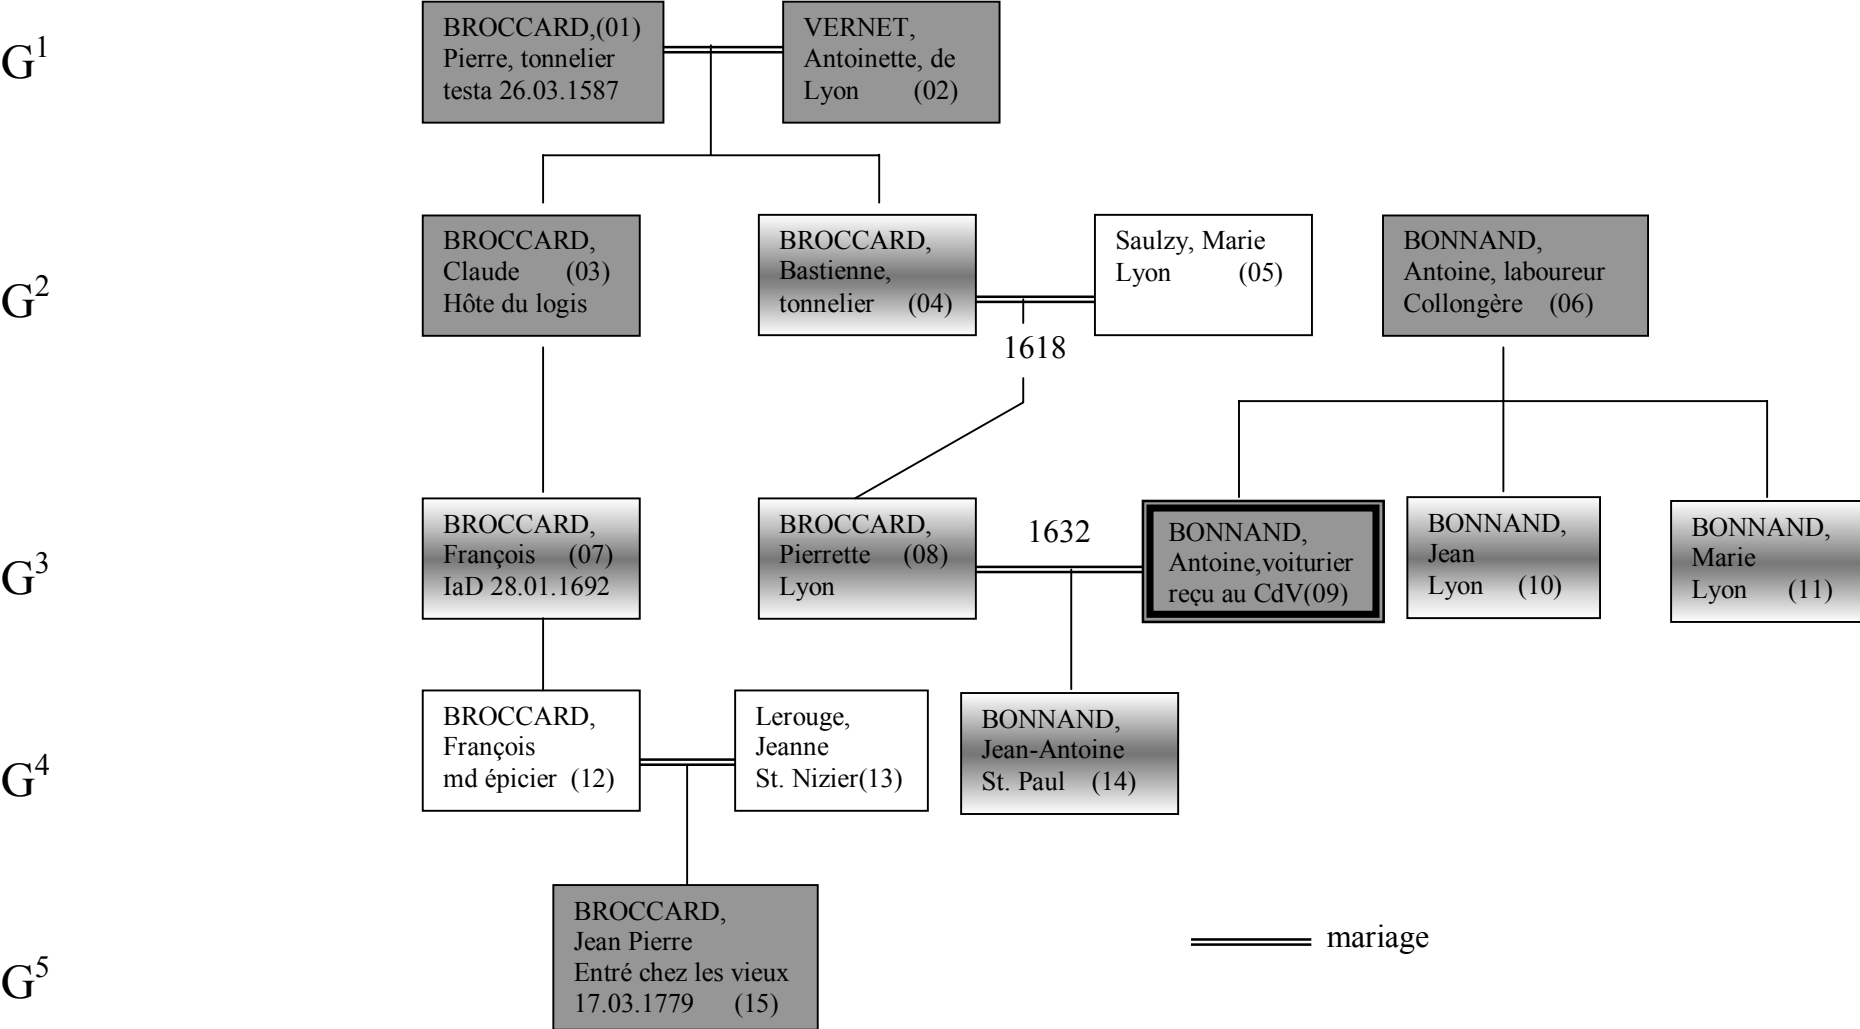 G¹
BROCCARD,(01)
Pierre, tonnelier
testa 26.03.1587
VERNET,
Antoinette, de
Lyon (02)
G²
BROCCARD,
Claude (03)
Hôte du logis
BROCCARD,
Bastienne,
tonnelier (04)
Saulzy, Marie
Lyon (05)
BONNAND,
Antoine, laboureur
Collongère (06)
1618
G³
BROCCARD,
François (07)
IaD 28.01.1692
BROCCARD,
Pierrette (08)
Lyon
1632
BONNAND,
Antoine,voiturier
reçu au CdV(09)
BONNAND,
Jean
Lyon (10)
BONNAND,
Marie
Lyon (11)
G⁴
BROCCARD,
François
md épicier (12)
Lerouge,
Jeanne
St. Nizier(13)
BONNAND,
Jean-Antoine
St. Paul (14)
G⁵
BROCCARD,
Jean Pierre
Entré chez les vieux
17.03.1779 (15)
mariage